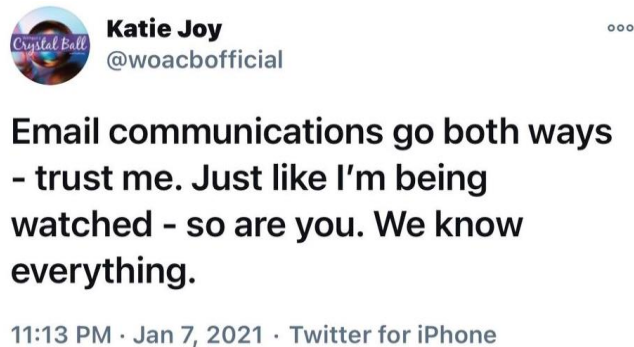 Crystal Ball
Katie Joy
@woacbofficial
Email communications go both ways
- trust me. Just like I’m being
watched - so are you. We know
everything.
11:13 PM · Jan 7, 2021 · Twitter for iPhone